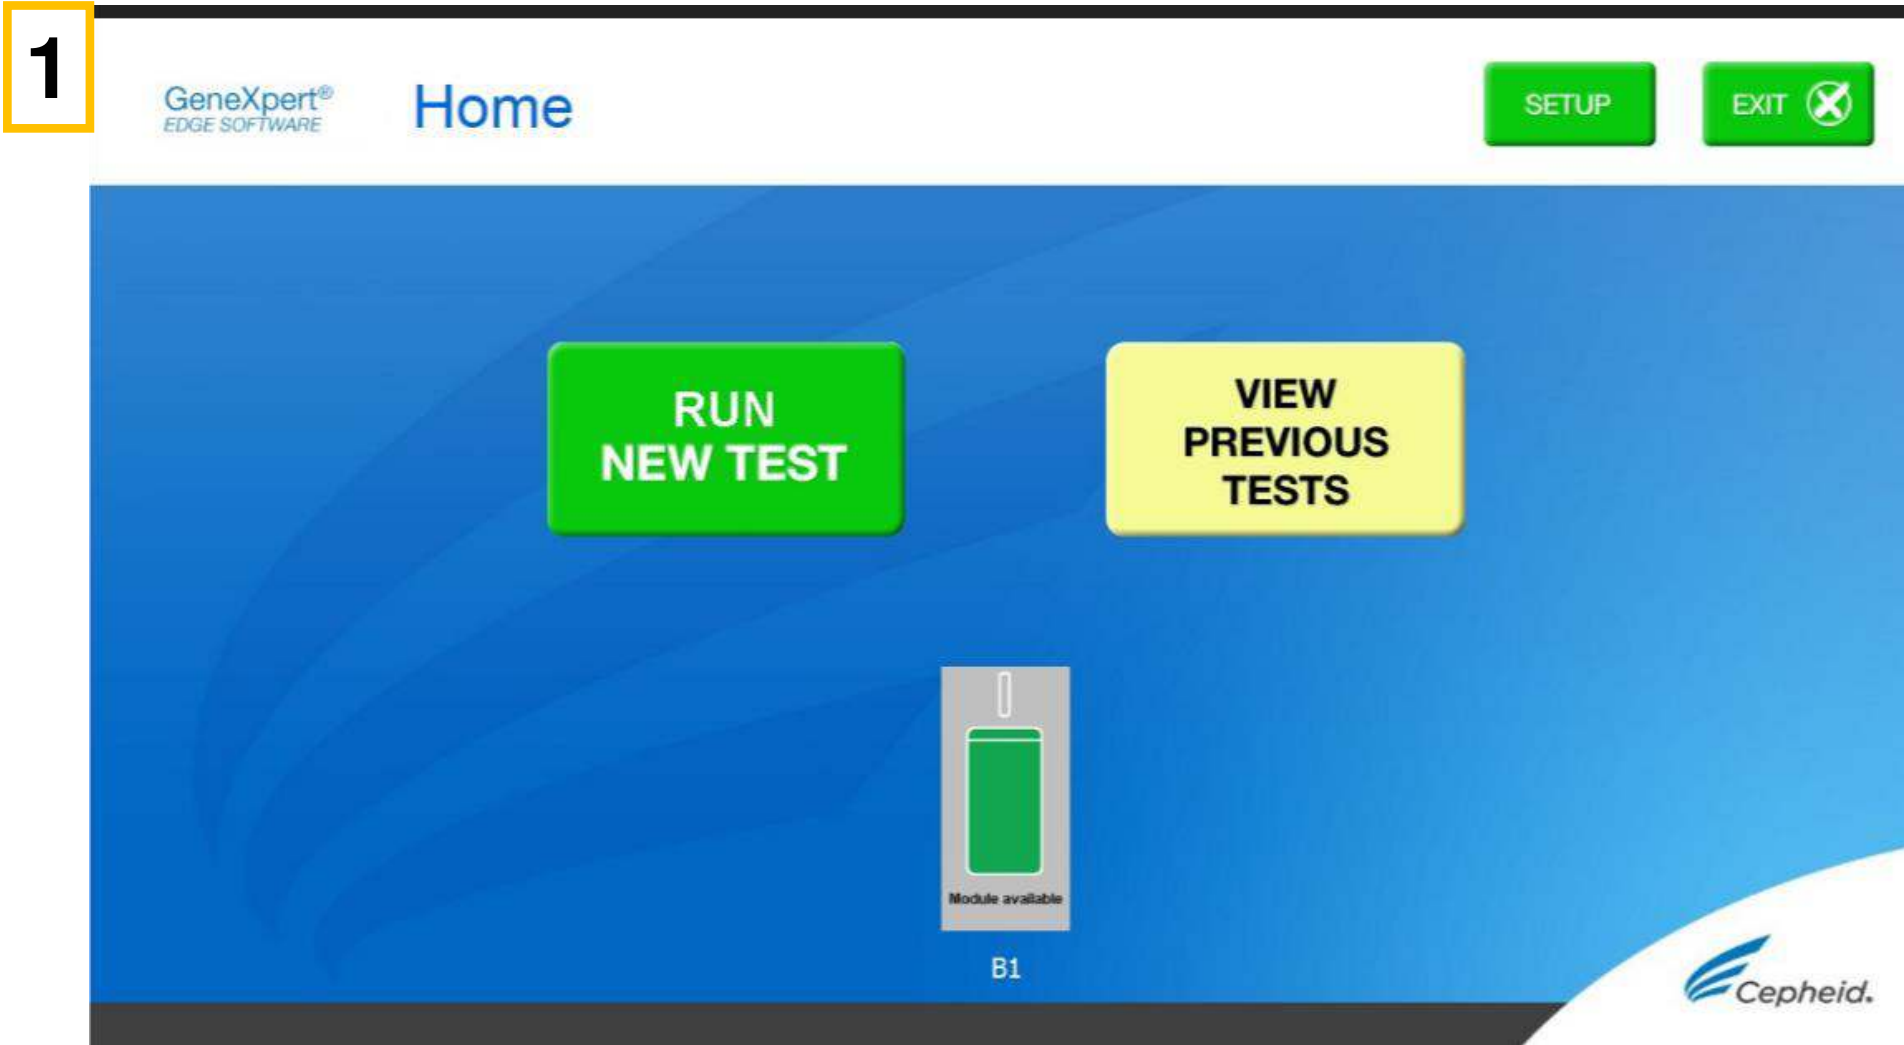 1
GeneXpert®
EDGE SOFTWARE
Home
SETUP
EXIT
RUN
NEW TEST
VIEW
PREVIOUS
TESTS
Module available
B1
Cepheid.